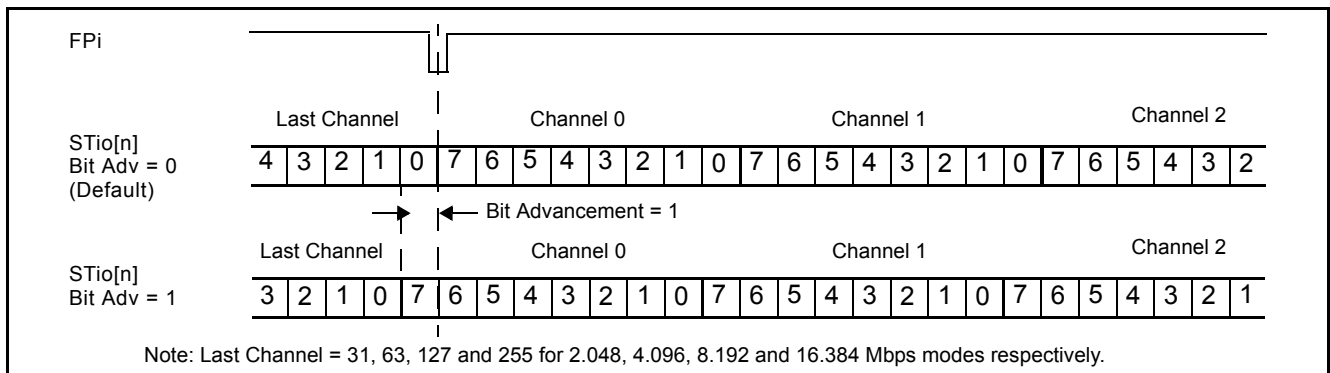 FPi
Last Channel Channel 0 Channel 1 Channel 2
STio[n]
Bit Adv = 0
(Default)
4 3 2 1 0 7 6 5 4 3 2 1 0 7 6 5 4 3 2 1 0 7 6 5 4 3 2
Bit Advancement = 1
Last Channel Channel 0 Channel 1 Channel 2
STio[n]
Bit Adv = 1
3 2 1 0 7 6 5 4 3 2 1 0 7 6 5 4 3 2 1 0 7 6 5 4 3 2 1
Note: Last Channel = 31, 63, 127 and 255 for 2.048, 4.096, 8.192 and 16.384 Mbps modes respectively.